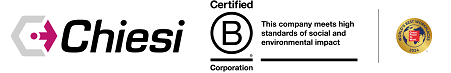 Chiesi
Certified
B
®
Corporation
This company meets high
standards of social and
environmental impact